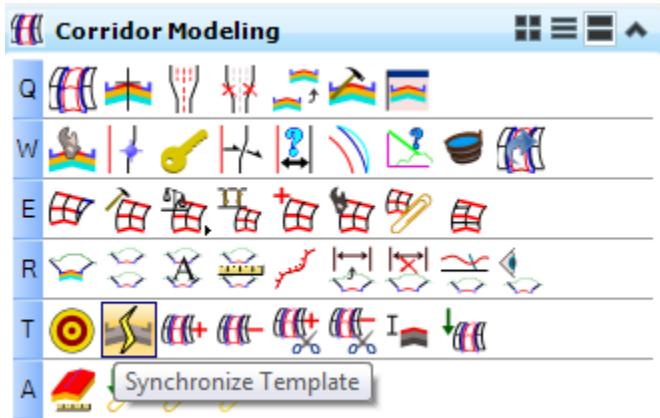 Corridor Modeling
Q
W
E
R
A
I
T
A
Synchronize Template